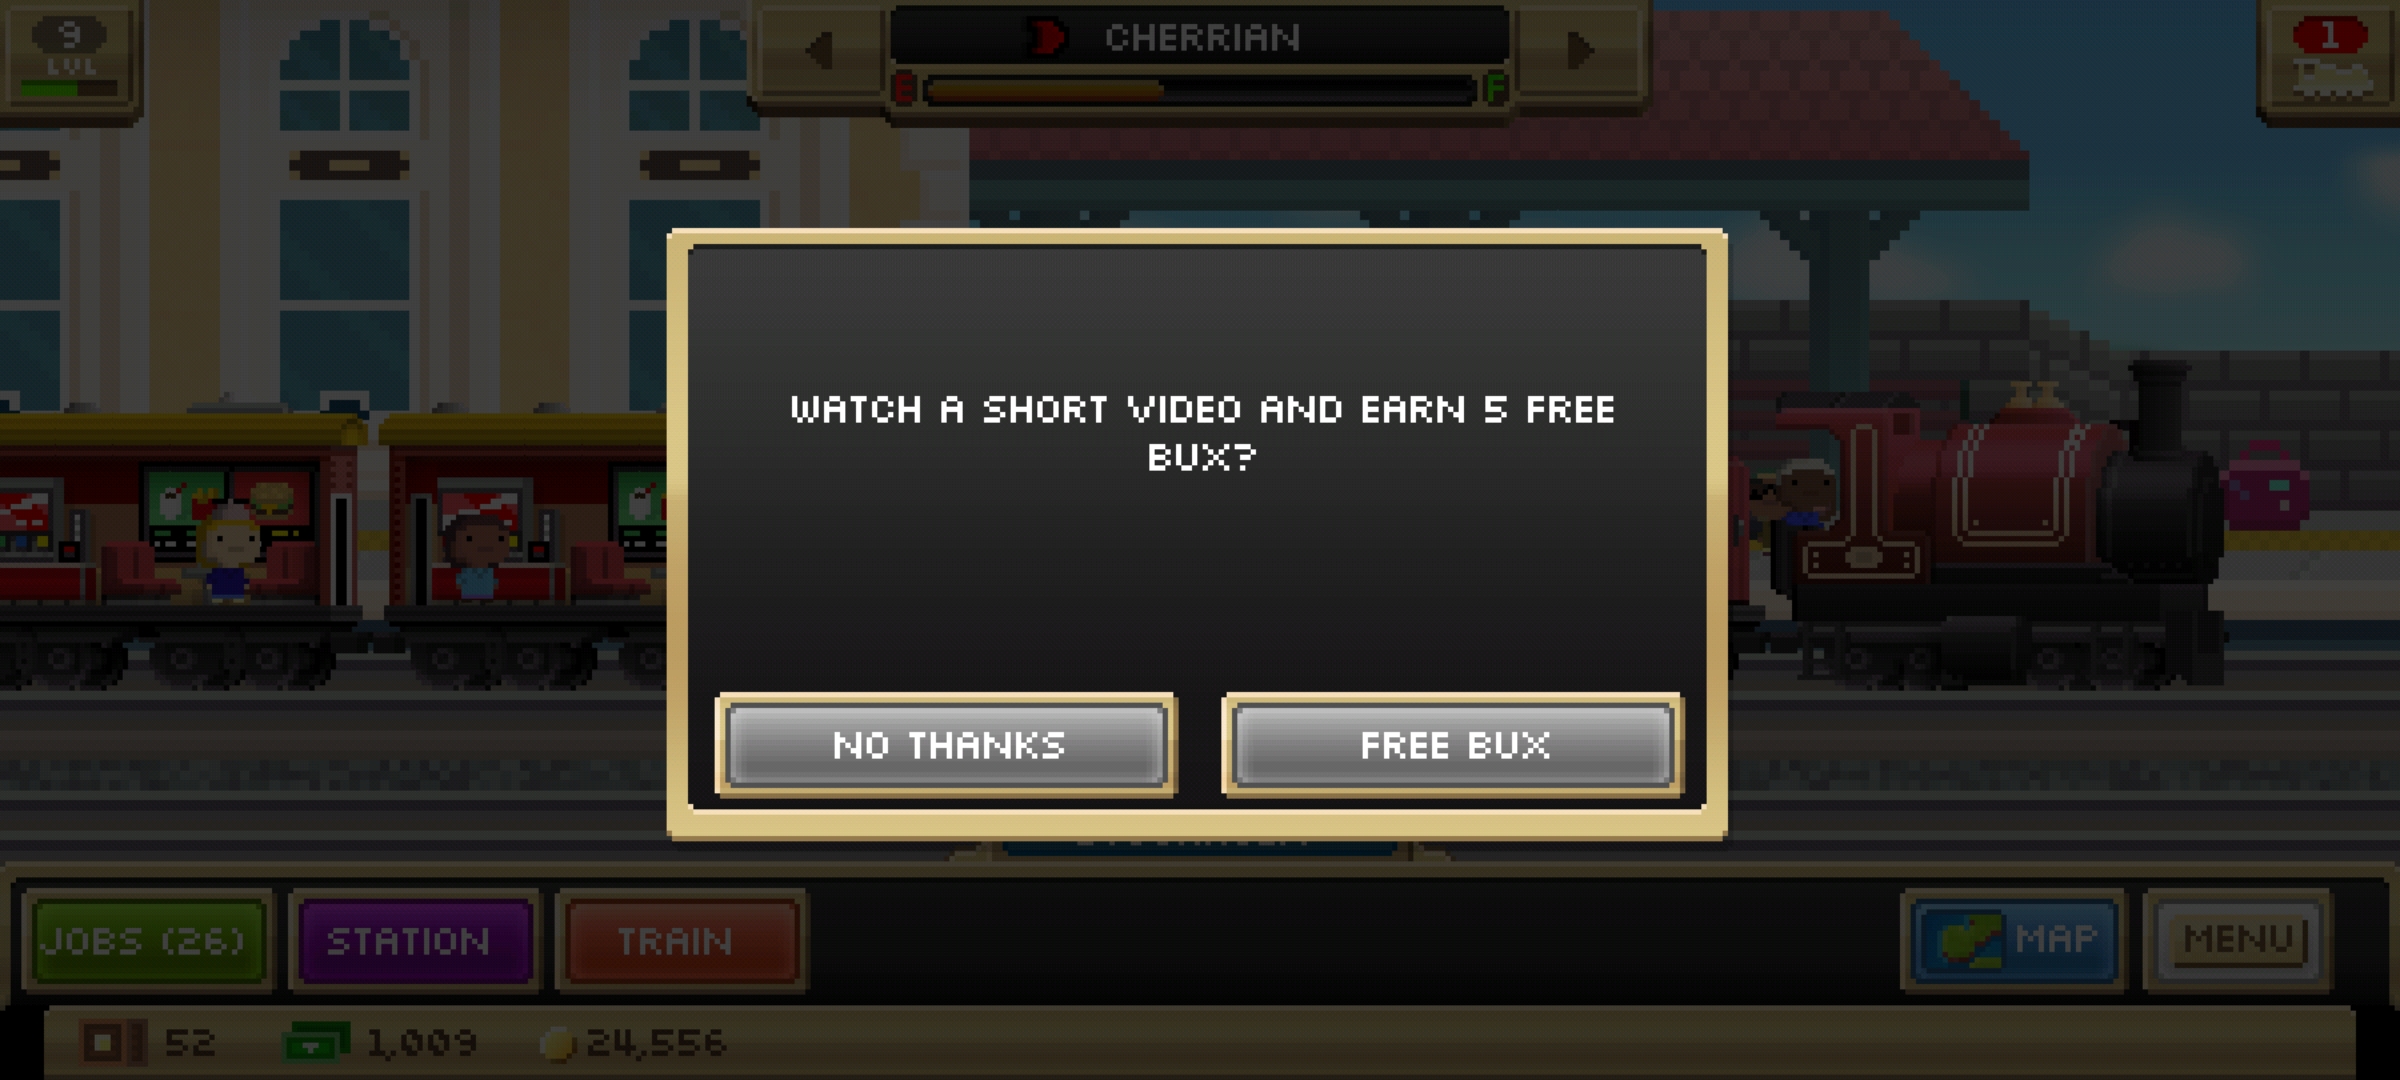 9
LVL
CHERRIAN
E
F
1
WATCH A SHORT VIDEO AND EARN 5 FREE
BUX?
NO THANKS
FREE BUX
JOBS (26)
STATION
TRAIN
MAP
MENU
52
1,009
24,556